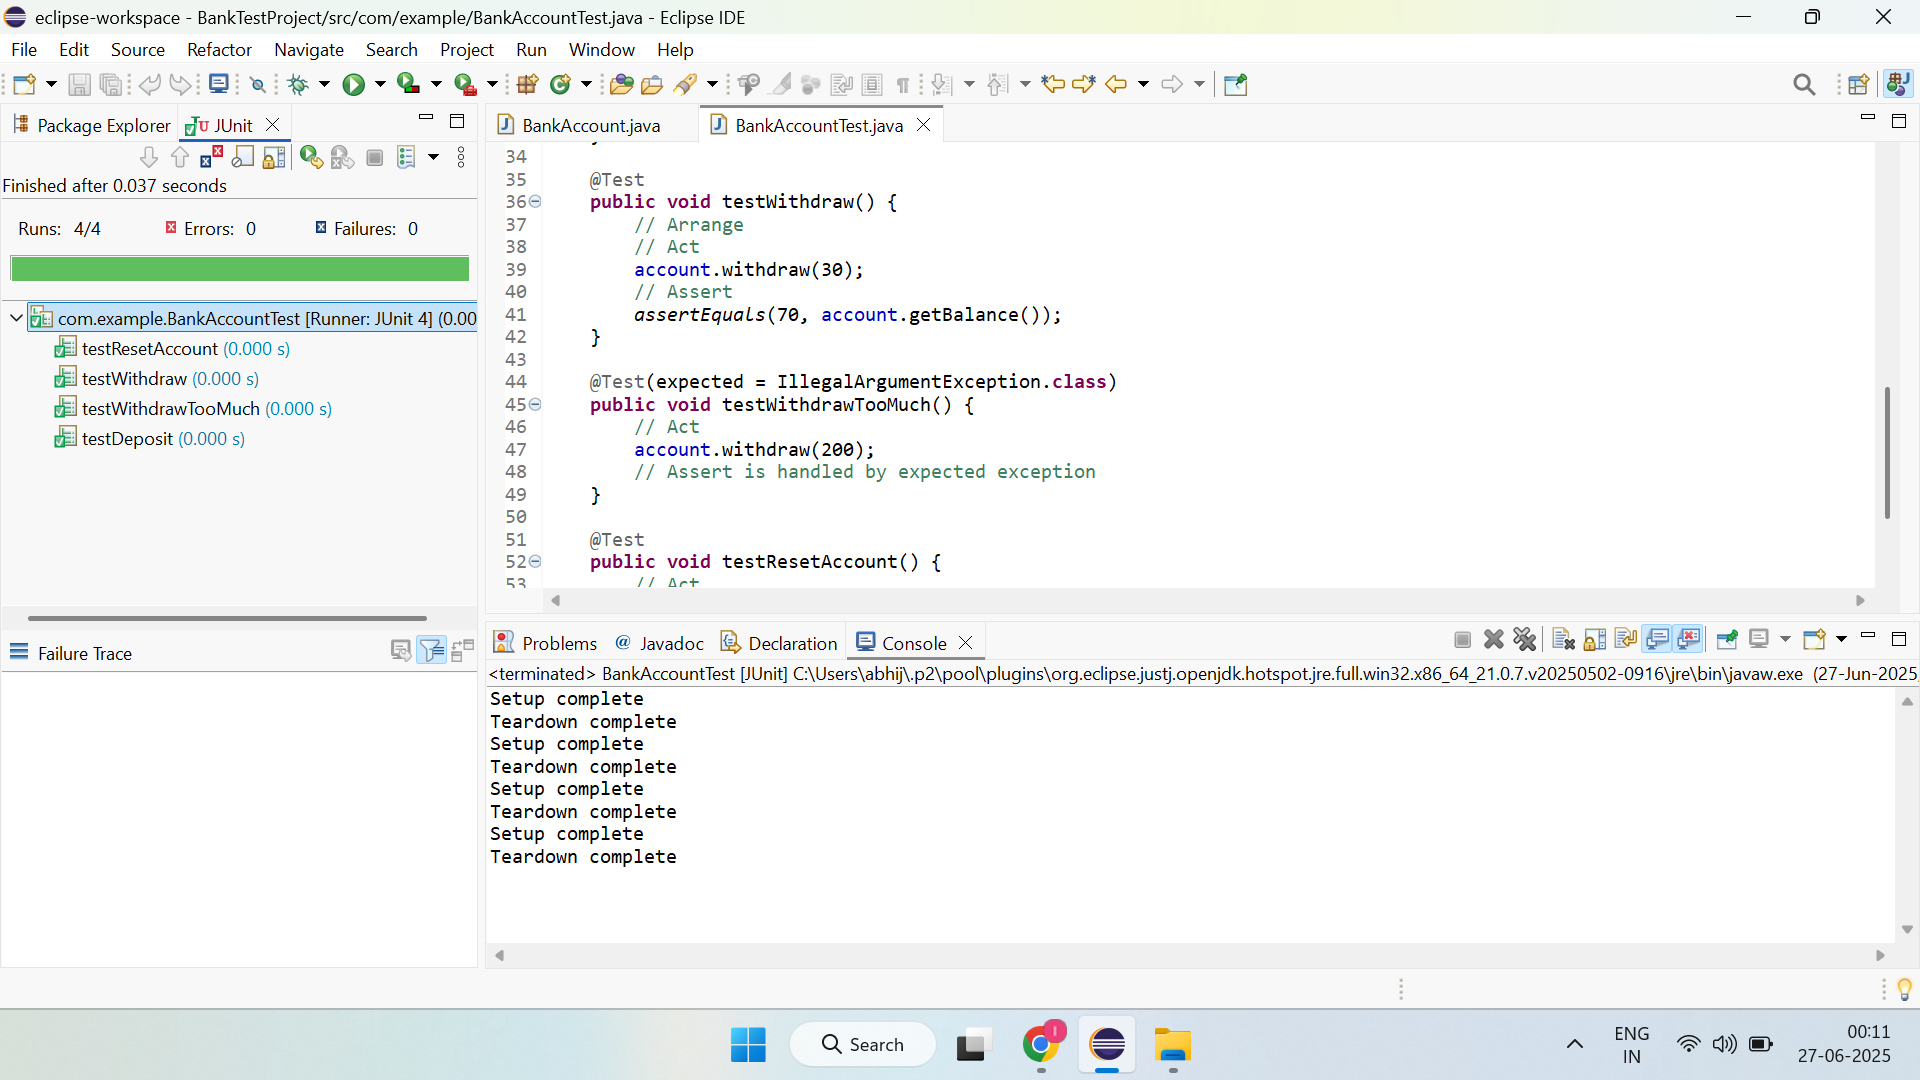 eclipse-workspace - BankTestProject/src/com/example/BankAccountTest.java - Eclipse IDE
File Edit Source Refactor Navigate Search Project Run Window Help
Package Explorer JUnit
Finished after 0.037 seconds
Runs: 4/4 Errors: 0 Failures: 0
com.example.BankAccountTest [Runner: JUnit 4] (0.00
testResetAccount (0.000 s)
testWithdraw (0.000 s)
testWithdrawTooMuch (0.000 s)
testDeposit (0.000 s)
Failure Trace
BankAccount.java BankAccountTest.java
34
35 @Test
36 public void testWithdraw() {
37 // Arrange
38 // Act
39 account.withdraw(30);
40 // Assert
41 assertEquals(70, account.getBalance());
42 }
43
44 @Test(expected = IllegalArgumentException.class)
45 public void testWithdrawTooMuch() {
46 // Act
47 account.withdraw(200);
48 // Assert is handled by expected exception
49 }
50
51 @Test
52 public void testResetAccount() {
53 // Act
Problems @ Javadoc Declaration Console
<terminated> BankAccountTest [JUnit] C:\Users\abhij\.p2\pool\plugins\org.eclipse.justj.openjdk.hotspot.jre.full.win32.x86_64_21.0.7.v20250502-0916\jre\bin\javaw.exe (27-Jun-2025,
Setup complete
Teardown complete
Setup complete
Teardown complete
Setup complete
Teardown complete
Setup complete
Teardown complete
Search
ENG
IN
00:11
27-06-2025